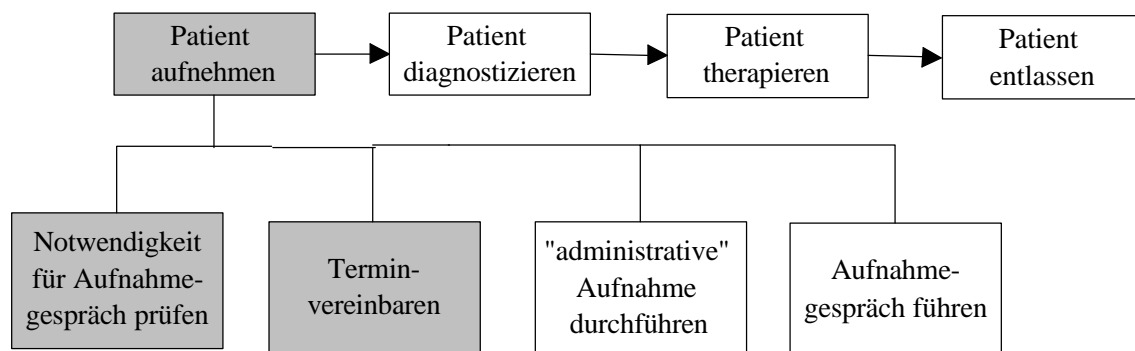 Patient
aufnehmen
Patient
diagnostizieren
Patient
therapieren
Patient
entlassen
Notwendigkeit
für Aufnahme-
gespräch prüfen
Termin-
vereinbaren
"administrative"
Aufnahme
durchführen
Aufnahme-
gespräch führen